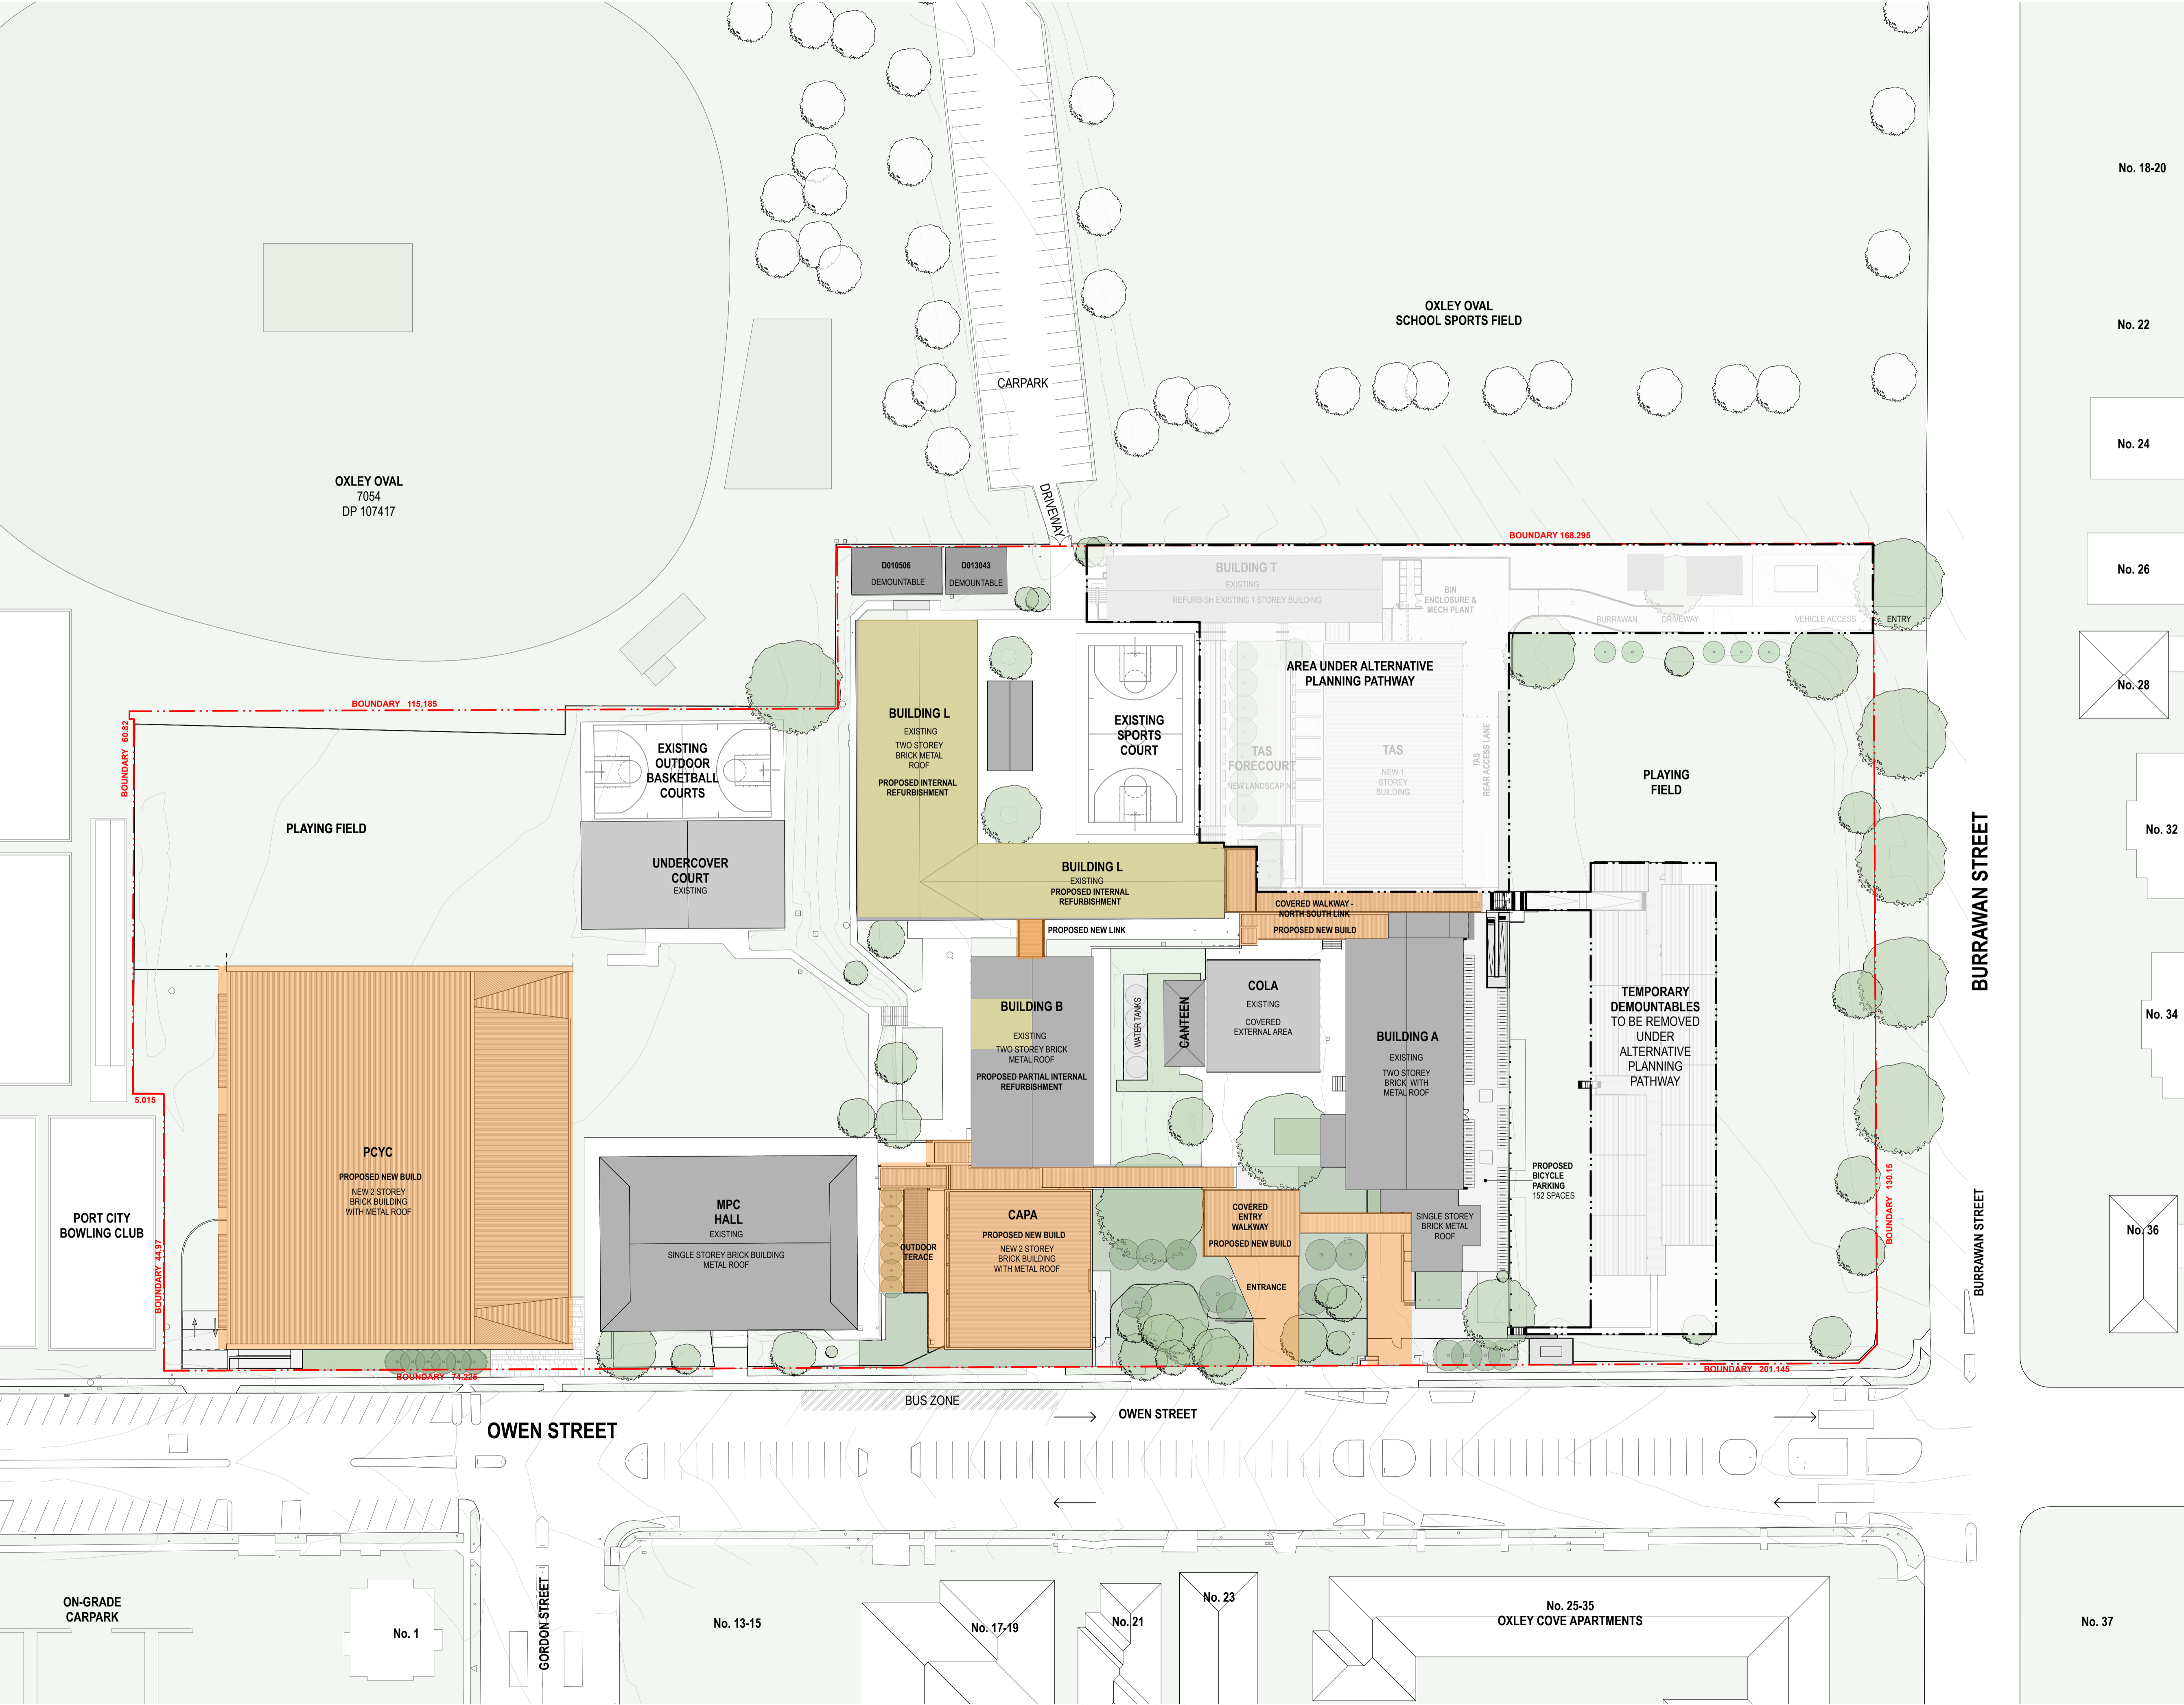 No. 18-20
OXLEY OVAL
SCHOOL SPORTS FIELD
No. 22
CARPARK
No. 24
OXLEY OVAL
7054
DP 107417
DRIVEWAY
BOUNDARY 168.295
D010506
DEMOUNTABLE
D013043
DEMOUNTABLE
BUILDING T
EXISTING
REFURBISH EXISTING 1 STOREY BUILDING
BIN
ENCLOSURE &
MECH PLANT
BURRAWAN
DRIVEWAY
VEHICLE ACCESS
ENTRY
No. 26
AREA UNDER ALTERNATIVE
PLANNING PATHWAY
No. 28
BOUNDARY 115.185
BOUNDARY 60.82
BUILDING L
EXISTING
TWO STOREY
BRICK METAL
ROOF
PROPOSED INTERNAL
REFURBISHMENT
EXISTING
SPORTS
COURT
EXISTING
OUTDOOR
BASKETBALL
COURTS
TAS
FORECOURT
NEW LANDSCAPING
TAS
NEW 1
STOREY
BUILDING
TAS
REAR ACCESS LANE
PLAYING
FIELD
PLAYING FIELD
No. 32
UNDERCOVER
COURT
EXISTING
BUILDING L
EXISTING
PROPOSED INTERNAL
REFURBISHMENT
BURRAWAN STREET
COVERED WALKWAY -
NORTH SOUTH LINK
PROPOSED NEW BUILD
PROPOSED NEW LINK
COLA
EXISTING
COVERED
EXTERNAL AREA
WATER TANKS
CANTEEN
BUILDING B
EXISTING
TWO STOREY BRICK
METAL ROOF
PROPOSED PARTIAL INTERNAL
REFURBISHMENT
BUILDING A
EXISTING
TWO STOREY
BRICK WITH
METAL ROOF
TEMPORARY
DEMOUNTABLES
TO BE REMOVED
UNDER
ALTERNATIVE
PLANNING
PATHWAY
No. 34
5.015
PCYC
PROPOSED NEW BUILD
NEW 2 STOREY
BRICK BUILDING
WITH METAL ROOF
PROPOSED
BICYCLE
PARKING
152 SPACES
BOUNDARY 130.15
BURRAWAN STREET
No. 36
PORT CITY
BOWLING CLUB
BOUNDARY 44.97
MPC
HALL
EXISTING
SINGLE STOREY BRICK BUILDING
METAL ROOF
OUTDOOR
TERACE
CAPA
PROPOSED NEW BUILD
NEW 2 STOREY
BRICK BUILDING
WITH METAL ROOF
COVERED
ENTRY
WALKWAY
PROPOSED NEW BUILD
ENTRANCE
SINGLE STOREY
BRICK METAL
ROOF
BOUNDARY 74.225
BOUNDARY 201.145
BUS ZONE
OWEN STREET
OWEN STREET
GORDON STREET
ON-GRADE
CARPARK
No. 1
No. 13-15
No. 17-19
No. 21
No. 23
No. 25-35
OXLEY COVE APARTMENTS
No. 37